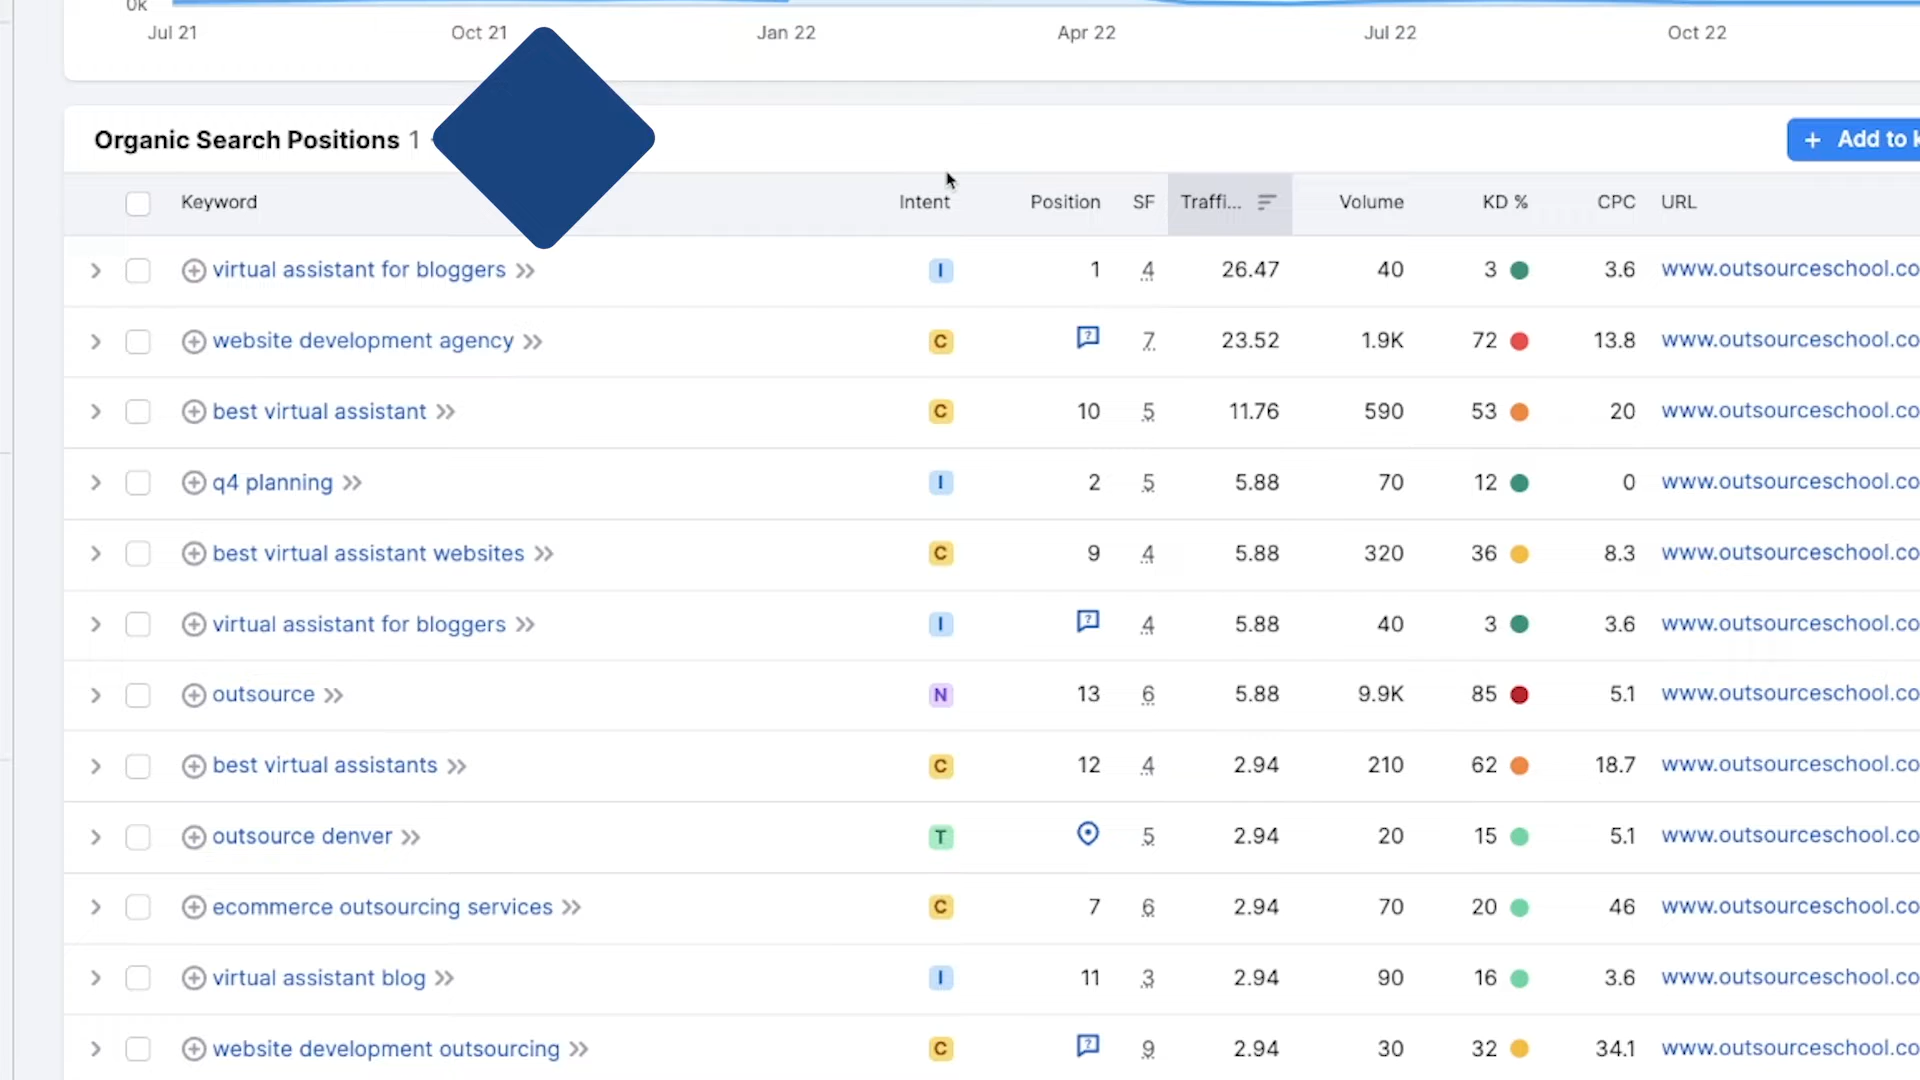 0k
Jul 21 Oct 21 Jan 22 Apr 22 Jul 22 Oct 22
Organic Search Positions 1
+ Add to
Keyword Intent Position SF Traffi... Volume KD % CPC URL
virtual assistant for bloggers I 1 4 26.47 40 3 3.6 www.outsourceschool.co
website development agency C 7 23.52 1.9K 72 13.8 www.outsourceschool.co
best virtual assistant C 10 5 11.76 590 53 20 www.outsourceschool.co
q4 planning I 2 5 5.88 70 12 0 www.outsourceschool.co
best virtual assistant websites C 9 4 5.88 320 36 8.3 www.outsourceschool.co
virtual assistant for bloggers I 4 5.88 40 3 3.6 www.outsourceschool.co
outsource N 13 6 5.88 9.9K 85 5.1 www.outsourceschool.co
best virtual assistants C 12 4 2.94 210 62 18.7 www.outsourceschool.co
outsource denver T 5 2.94 20 15 5.1 www.outsourceschool.co
ecommerce outsourcing services C 7 6 2.94 70 20 46 www.outsourceschool.co
virtual assistant blog I 11 3 2.94 90 16 3.6 www.outsourceschool.co
website development outsourcing C 9 2.94 30 32 34.1 www.outsourceschool.co